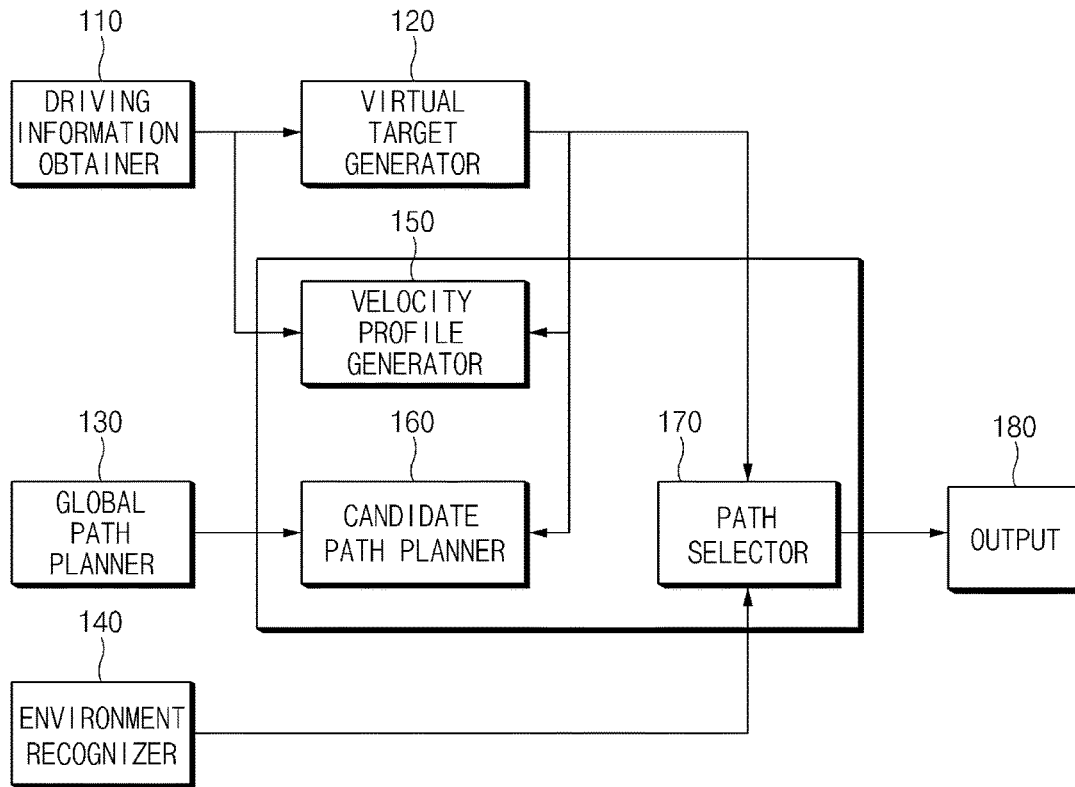 110
DRIVING
INFORMATION
OBTAINER
120
VIRTUAL
TARGET
GENERATOR
150
VELOCITY
PROFILE
GENERATOR
130
GLOBAL
PATH
PLANNER
160
CANDIDATE
PATH PLANNER
170
PATH
SELECTOR
180
OUTPUT
140
ENVIRONMENT
RECOGNIZER